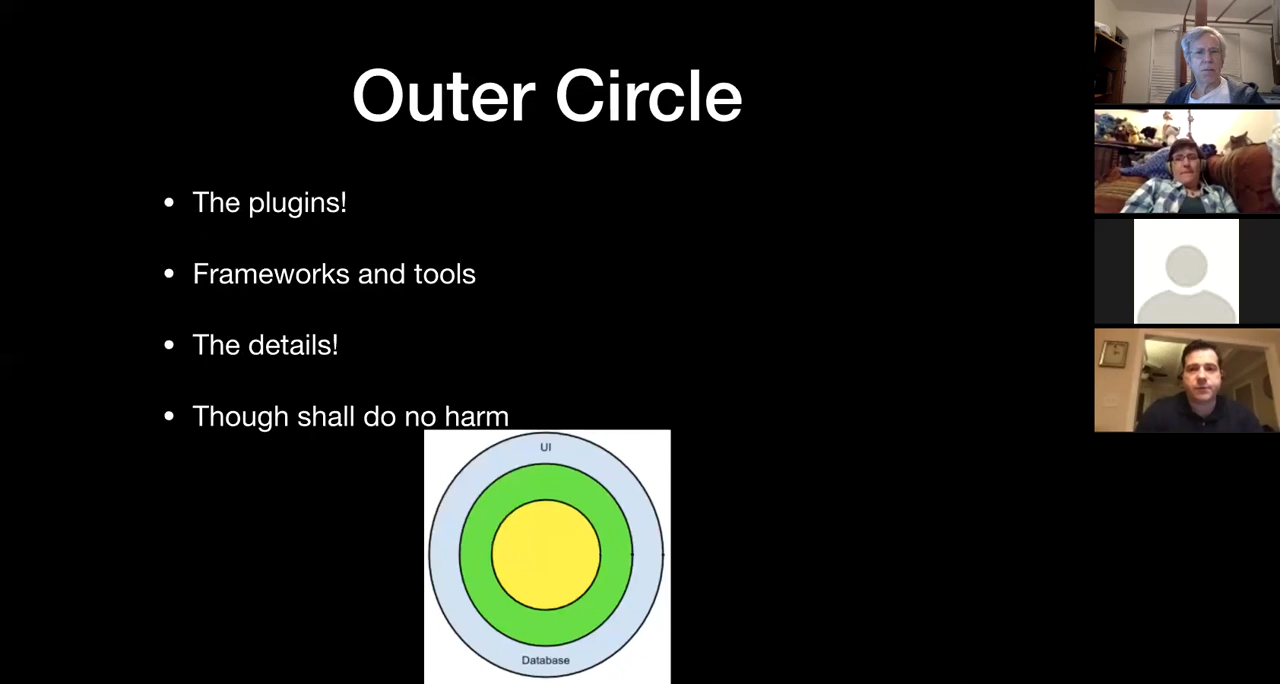 Outer Circle
• The plugins!
• Frameworks and tools
• The details!
• Though shall do no harm
UI
Database